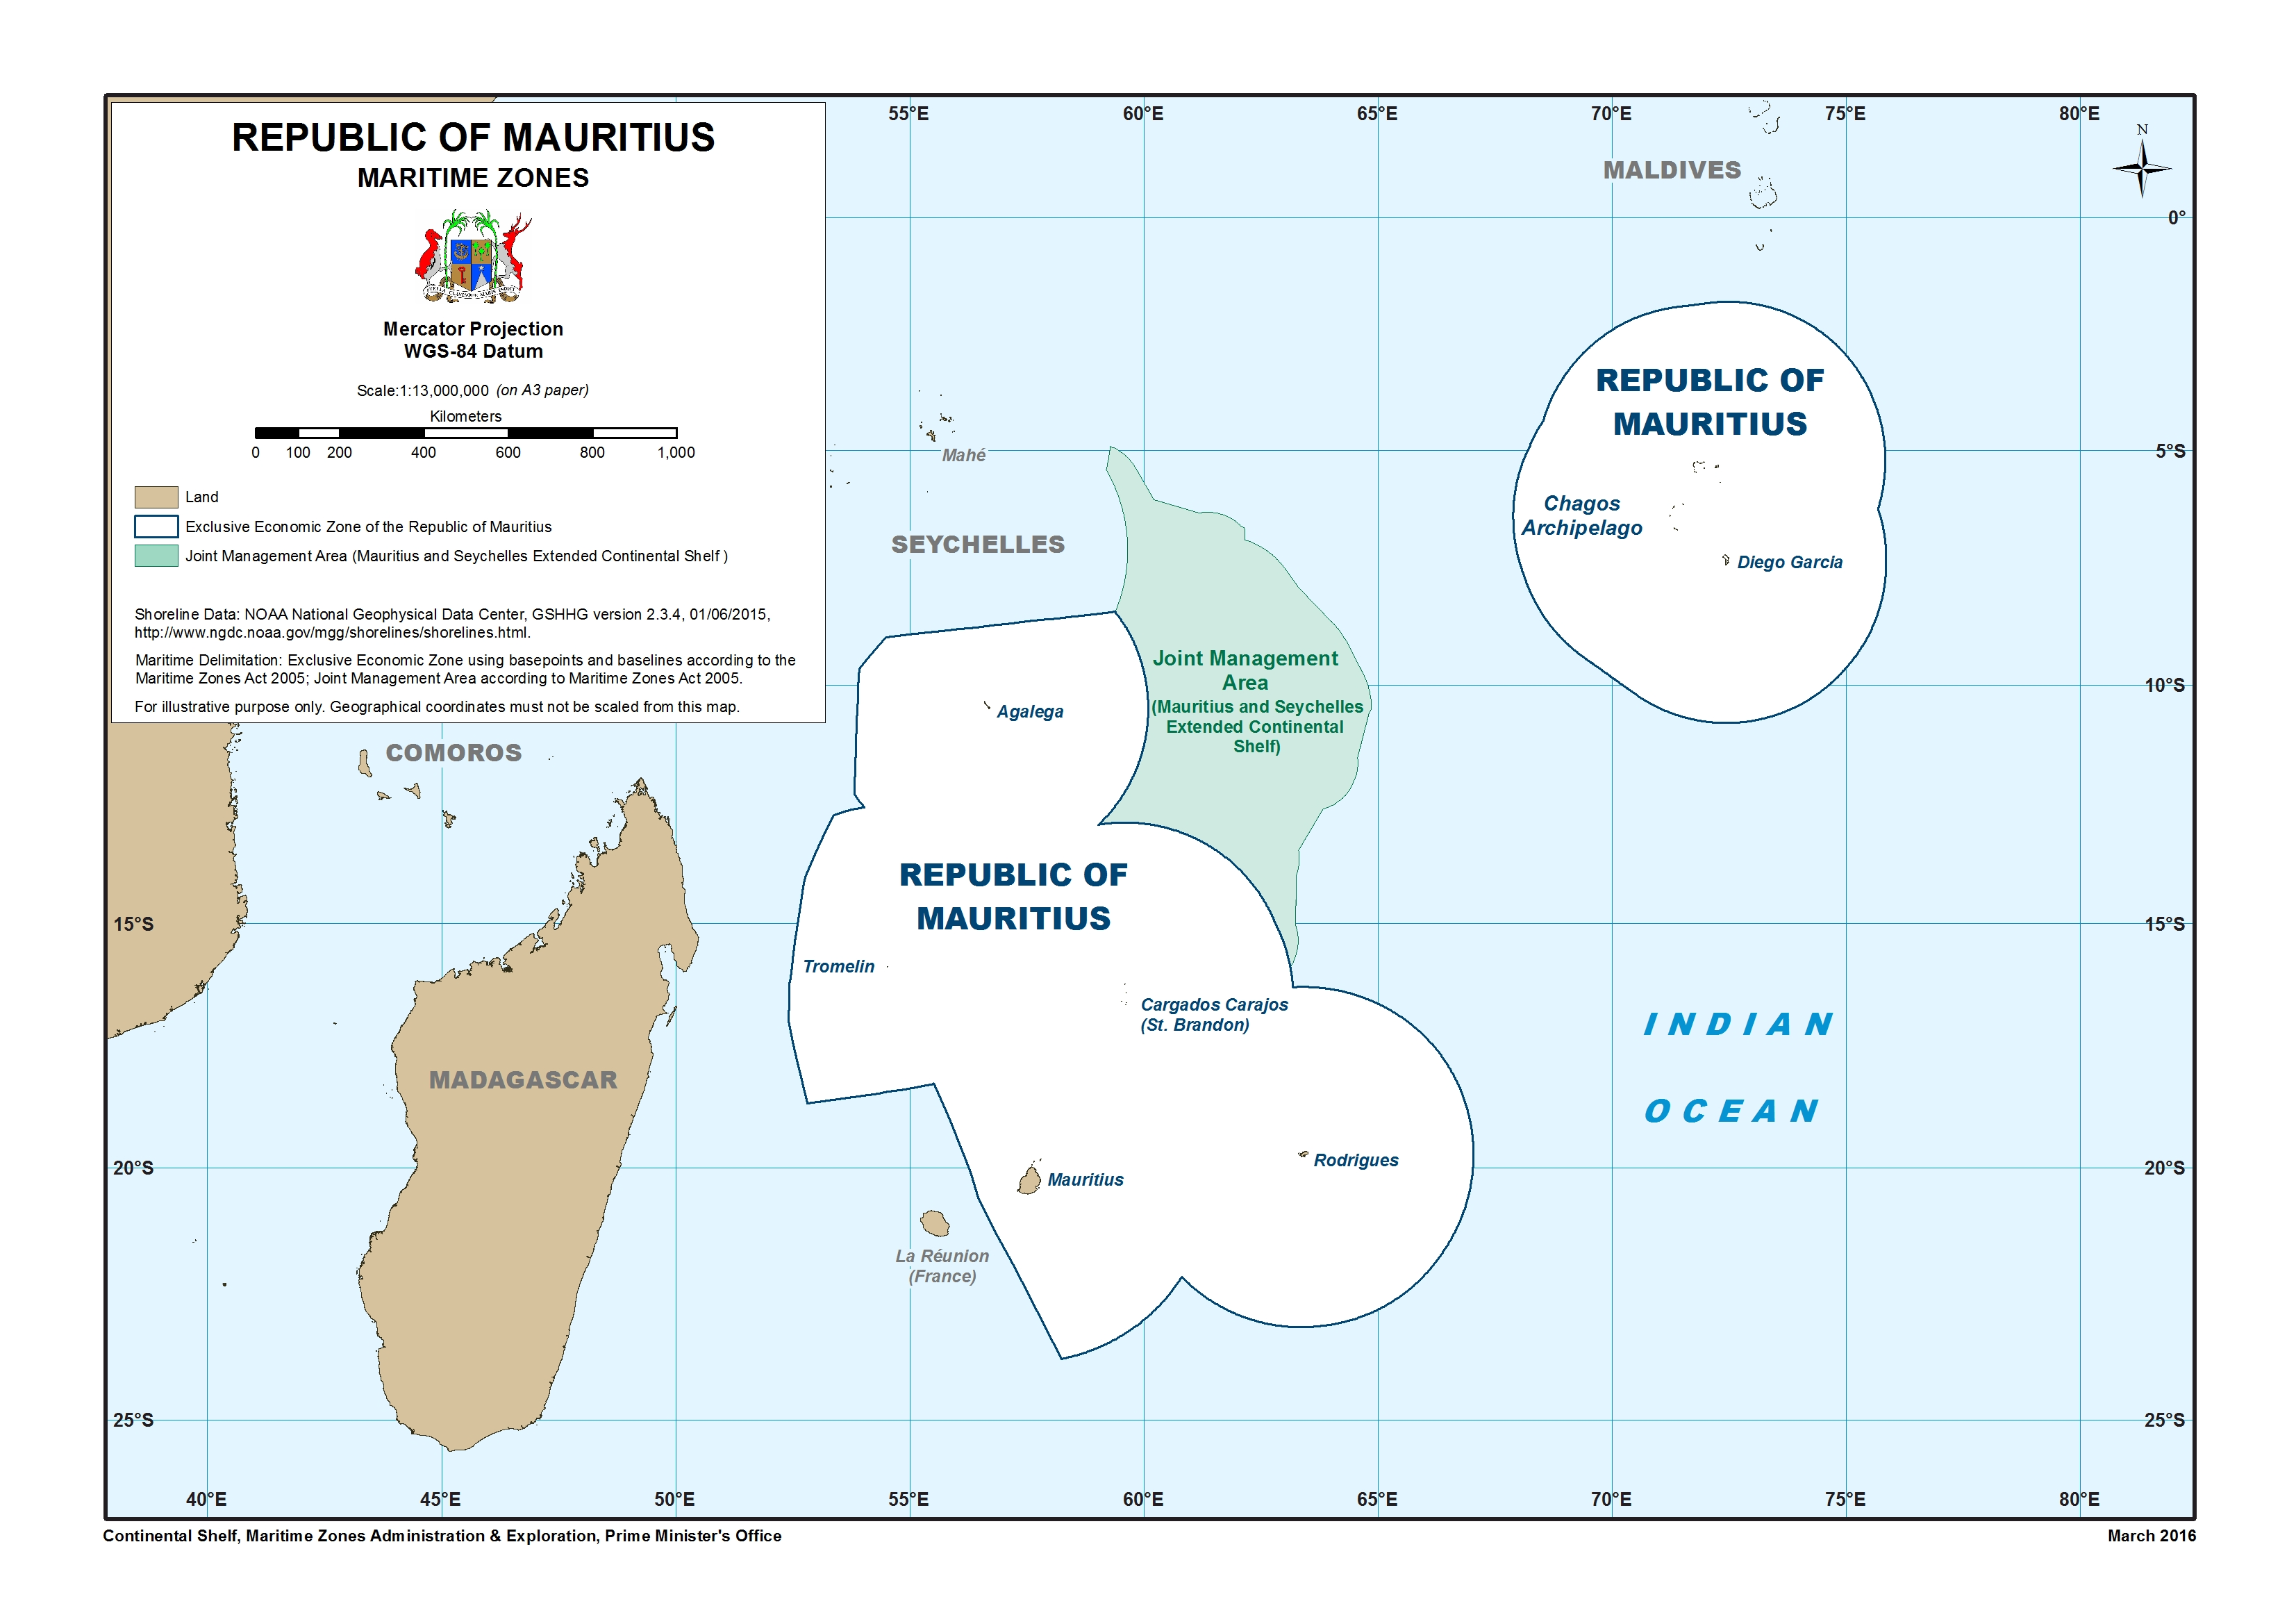 REPUBLIC OF MAURITIUS
MARITIME ZONES
Mercator Projection
WGS-84 Datum
Scale:1:13,000,000 (on A3 paper)
Kilometers
0 100 200 400 600 800 1,000
Land
Exclusive Economic Zone of the Republic of Mauritius
Joint Management Area (Mauritius and Seychelles Extended Continental Shelf )
Shoreline Data: NOAA National Geophysical Data Center, GSHHG version 2.3.4, 01/06/2015,
http://www.ngdc.noaa.gov/mgg/shorelines/shorelines.html.
Maritime Delimitation: Exclusive Economic Zone using basepoints and baselines according to the
Maritime Zones Act 2005; Joint Management Area according to Maritime Zones Act 2005.
For illustrative purpose only. Geographical coordinates must not be scaled from this map.
55°E 60°E 65°E 70°E 75°E 80°E
N
MALDIVES
0°
REPUBLIC OF
MAURITIUS
5°S
Mahé
Chagos
Archipelago
SEYCHELLES
Diego Garcia
Joint Management
Area
(Mauritius and Seychelles
Extended Continental
Shelf)
10°S
Agalega
COMOROS
REPUBLIC OF
MAURITIUS
15°S
15°S
Tromelin
Cargados Carajos
(St. Brandon)
INDIAN
OCEAN
MADAGASCAR
20°S
Rodrigues
20°S
Mauritius
La Réunion
(France)
25°S
25°S
40°E 45°E 50°E 55°E 60°E 65°E 70°E 75°E 80°E
Continental Shelf, Maritime Zones Administration & Exploration, Prime Minister's Office
March 2016